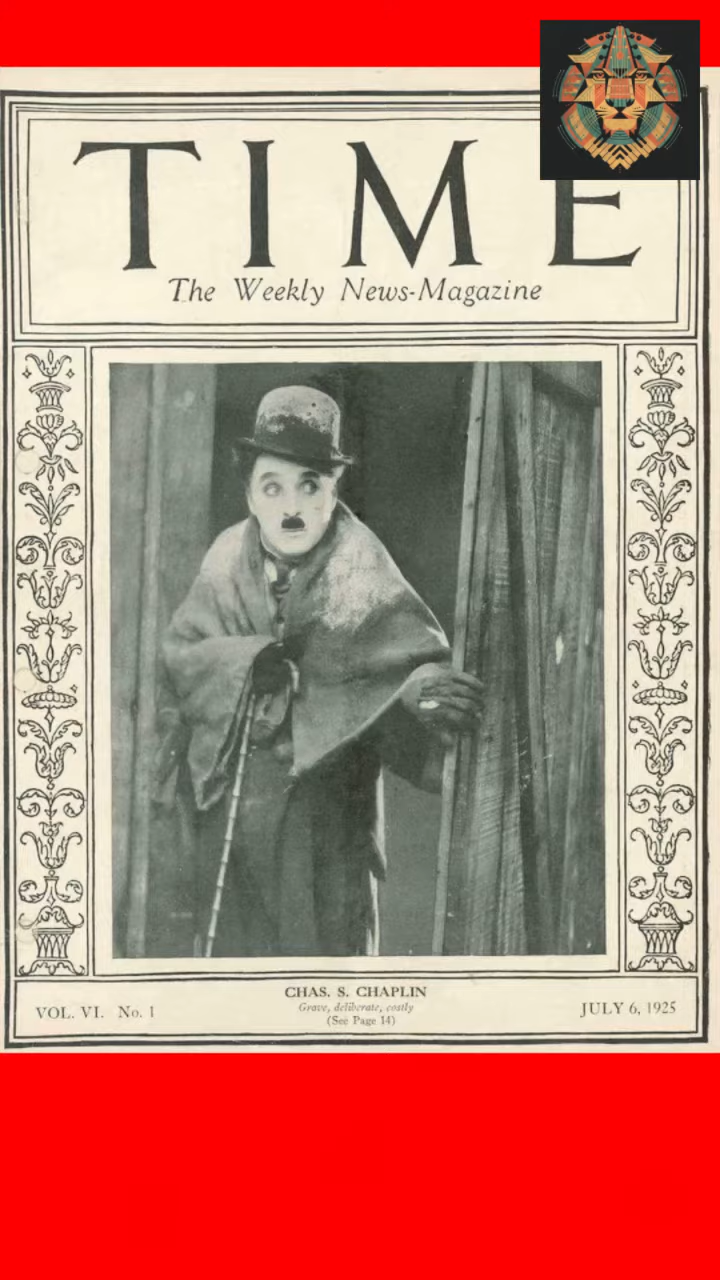 TIME
The Weekly News-Magazine
CHAS. S. CHAPLIN
Grave, deliberate, costly
VOL. VI. No. 1
(See Page 14)
JULY 6, 1925